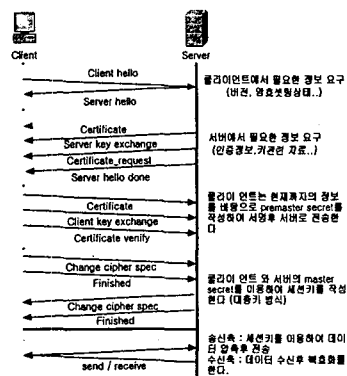 Client
Server
Client hello
Server hello
클라이언트에서 필요한 정보 요구
(버전, 암호셋팅상태..)
Certificate
Server key exchange
Certificate_request
Server hello done
서버에서 필요한 정보 요구
(인증정보,키관련 자료..)
Certificate
Client key exchange
Certificate verify
클라이 언트는 현재까지의 정보
를 바탕으로 premaster secret를
작성하여 서명후 서버로 전송한
다
Change cipher spec
Finished
Change cipher spec
Finished
클라이 언트 와 서버의 master
secret를 이용하여 세션키를 작성
한다 (대칭키 방식)
send / receive
송신측 : 세션키를 이용하여 데이
터 압축후 전송
수신측 : 데이터 수신후 복호화를
한다.